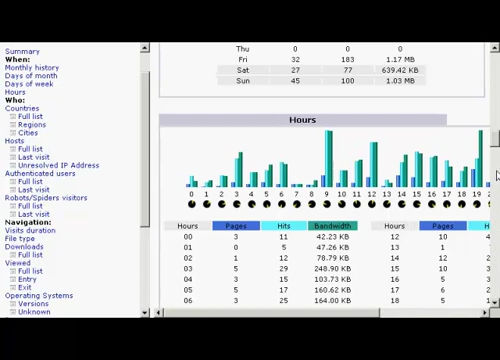 Summary
When:
Monthly history
Days of month
Days of week
Hours
Who:
Countries
Full list
Regions
Cities
Hosts
Full list
Last visit
Unresolved IP Address
Authenticated users
Full list
Last visit
Robots/Spiders visitors
Full list
Last visit
Navigation:
Visits duration
File type
Downloads
Full list
Viewed
Full list
Entry
Exit
Operating Systems
Versions
Unknown
Thu 0 0 0
Fri 32 183 1.17 MB
Sat 27 77 639.42 KB
Sun 45 100 1.03 MB
Hours
0 1 2 3 4 5 6 7 8 9 10 11 12 13 14 15 16 17 18 19 2
Hours Pages Hits Bandwidth Hours Pages H
00 3 11 42.23 KB 12 10 4
01 0 5 47.26 KB 13 4
02 1 12 78.79 KB 14 12
03 5 29 248.90 KB 15 10 3
04 3 15 103.73 KB 16 5
05 5 17 160.62 KB 17 6 2
06 3 25 164.00 KB 18 5